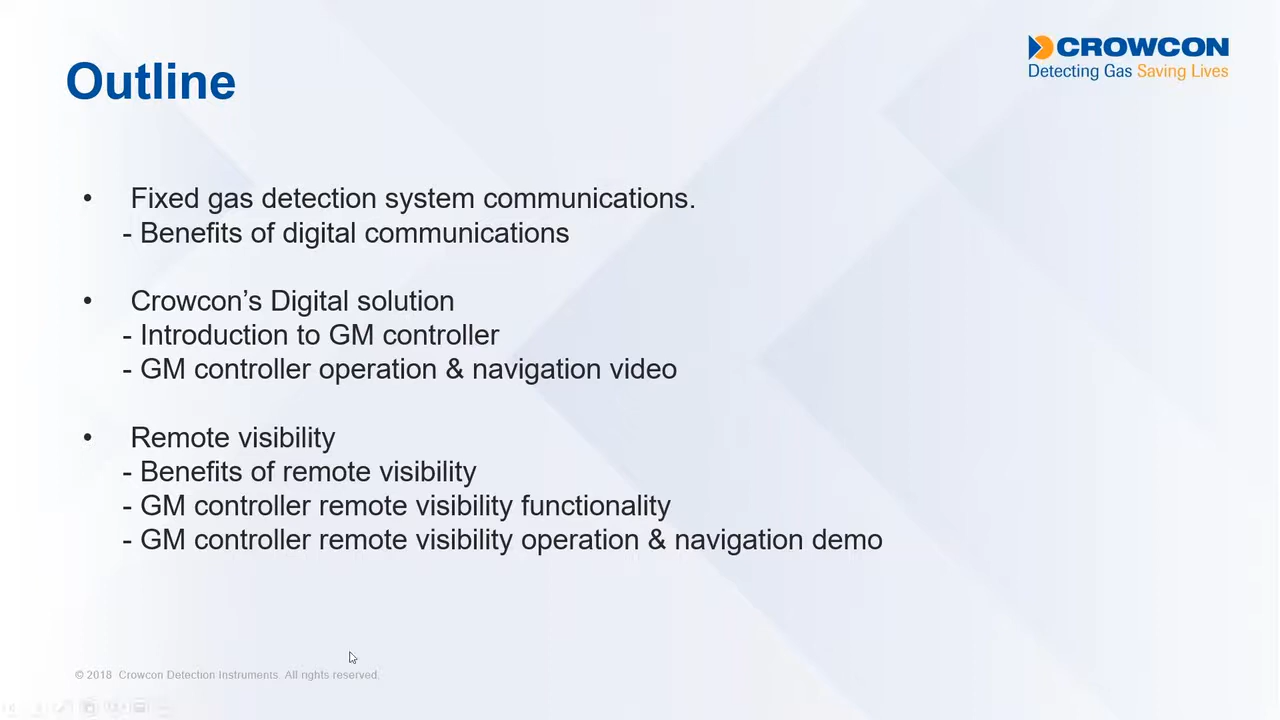 CROWCON
Detecting Gas Saving Lives
Outline
• Fixed gas detection system communications.
- Benefits of digital communications
• Crowcon’s Digital solution
- Introduction to GM controller
- GM controller operation & navigation video
• Remote visibility
- Benefits of remote visibility
- GM controller remote visibility functionality
- GM controller remote visibility operation & navigation demo
© 2018 Crowcon Detection Instruments. All rights reserved.